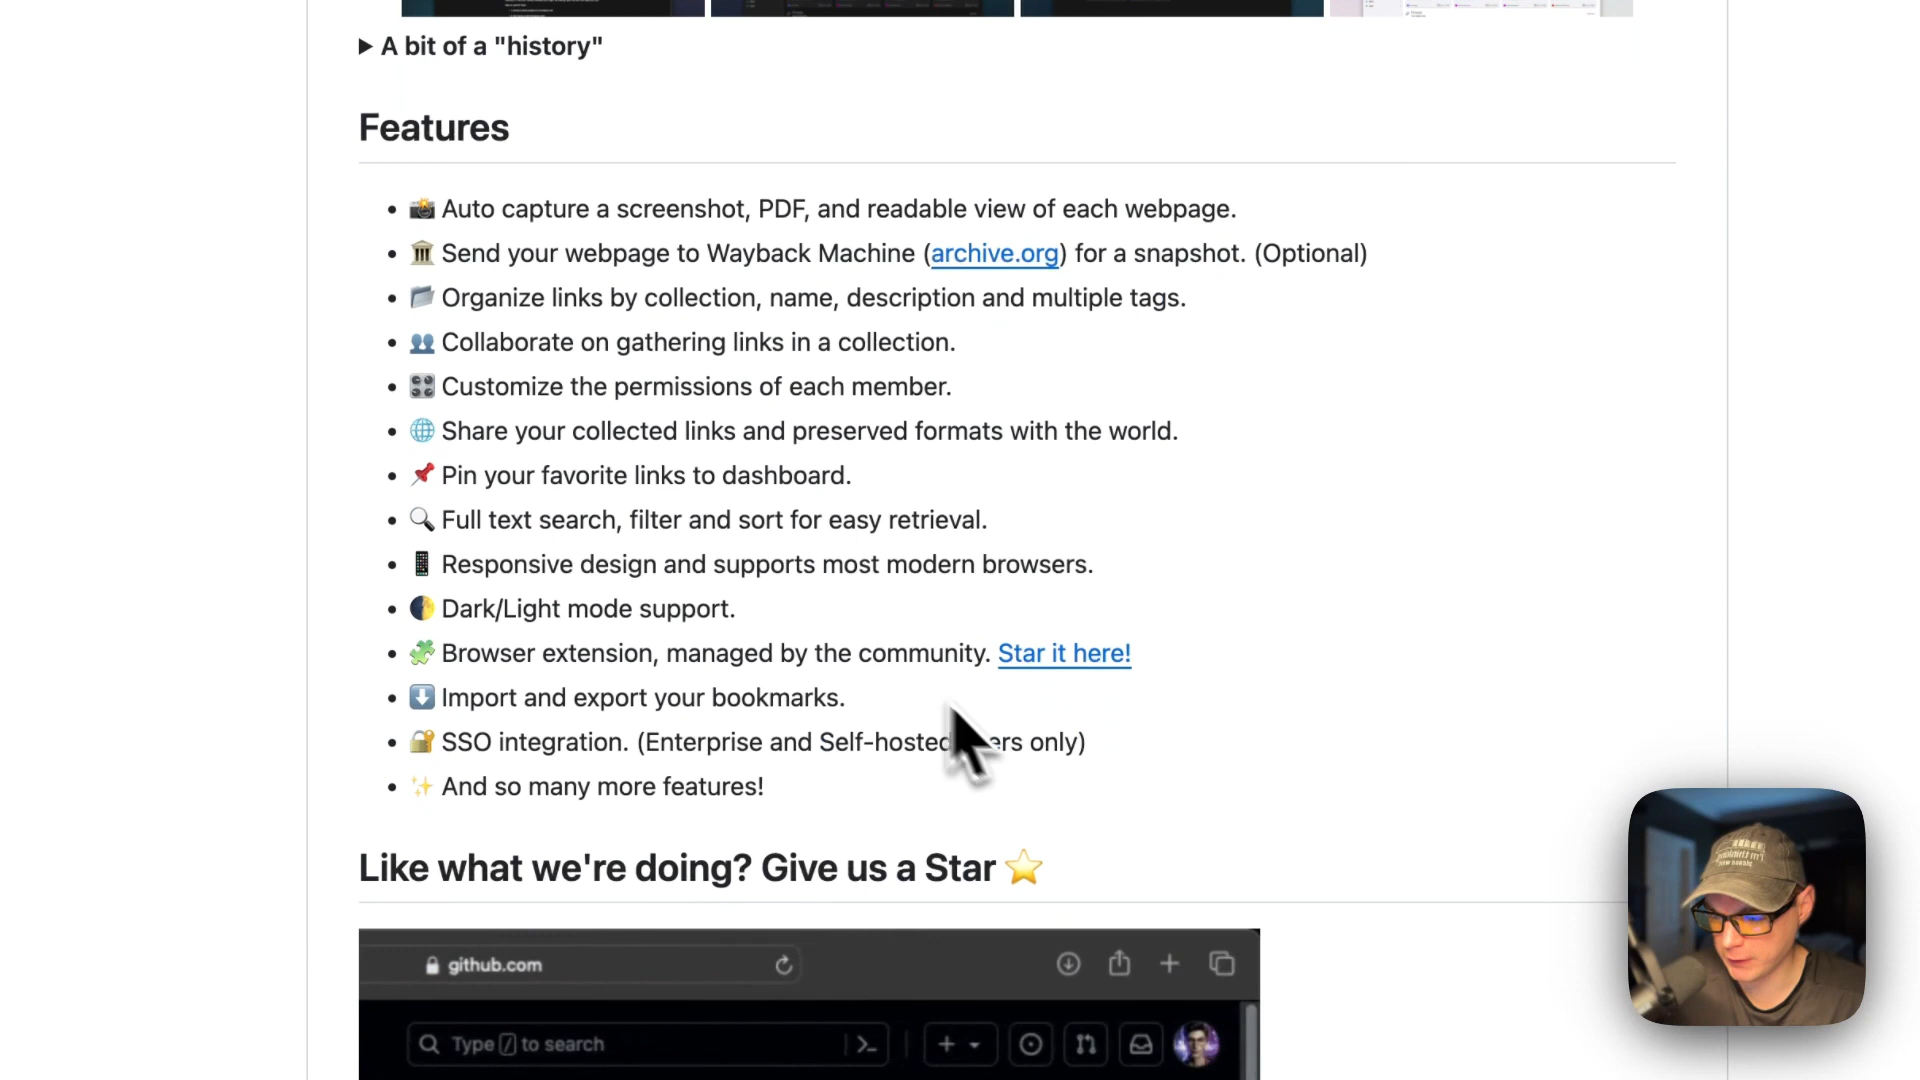 A bit of a "history"
Features
Auto capture a screenshot, PDF, and readable view of each webpage.
Send your webpage to Wayback Machine (archive.org) for a snapshot. (Optional)
Organize links by collection, name, description and multiple tags.
Collaborate on gathering links in a collection.
Customize the permissions of each member.
Share your collected links and preserved formats with the world.
Pin your favorite links to dashboard.
Full text search, filter and sort for easy retrieval.
Responsive design and supports most modern browsers.
Dark/Light mode support.
Browser extension, managed by the community. Star it here!
Import and export your bookmarks.
SSO integration. (Enterprise and Self-hosted only)
And so many more features!
Like what we're doing? Give us a Star
github.com
Type / to search